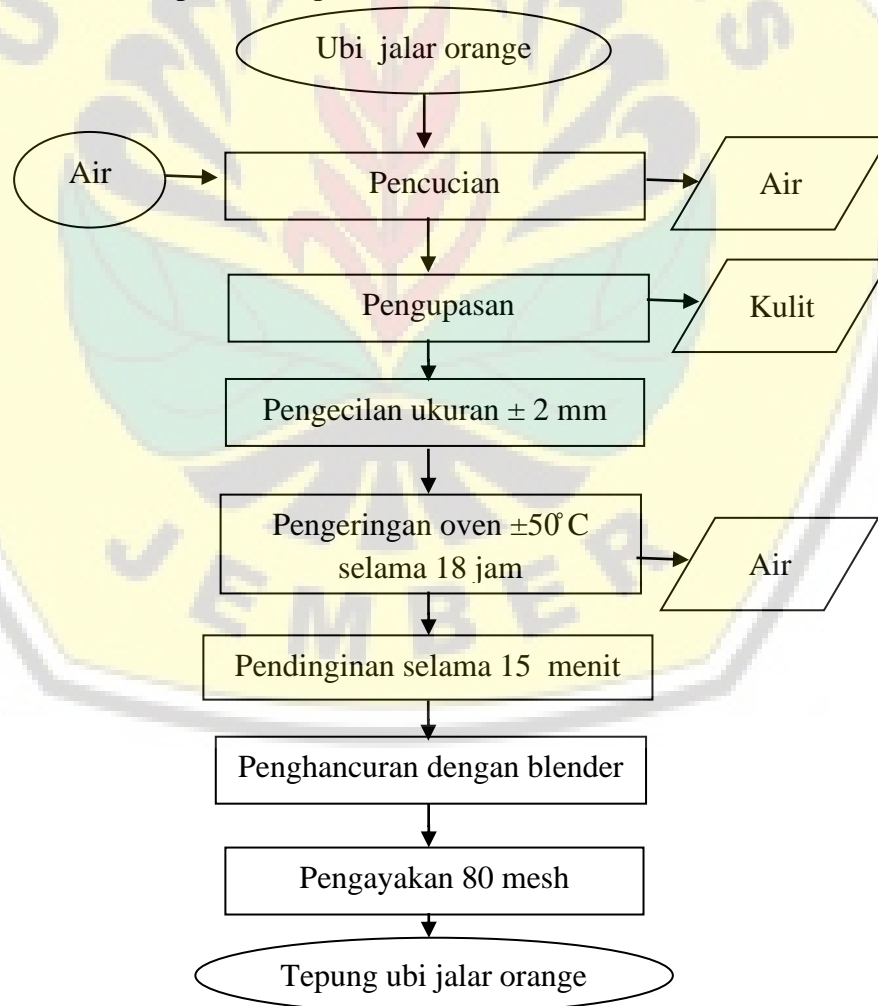 Ubi jalar orange
Air
Pencucian
Air
Pengupasan
Kulit
Pengecilan ukuran ± 2 mm
Pengeringan oven ±50˚C
selama 18 jam
Air
Pendinginan selama 15 menit
Penghancuran dengan blender
Pengayakan 80 mesh
Tepung ubi jalar orange
JEMBER